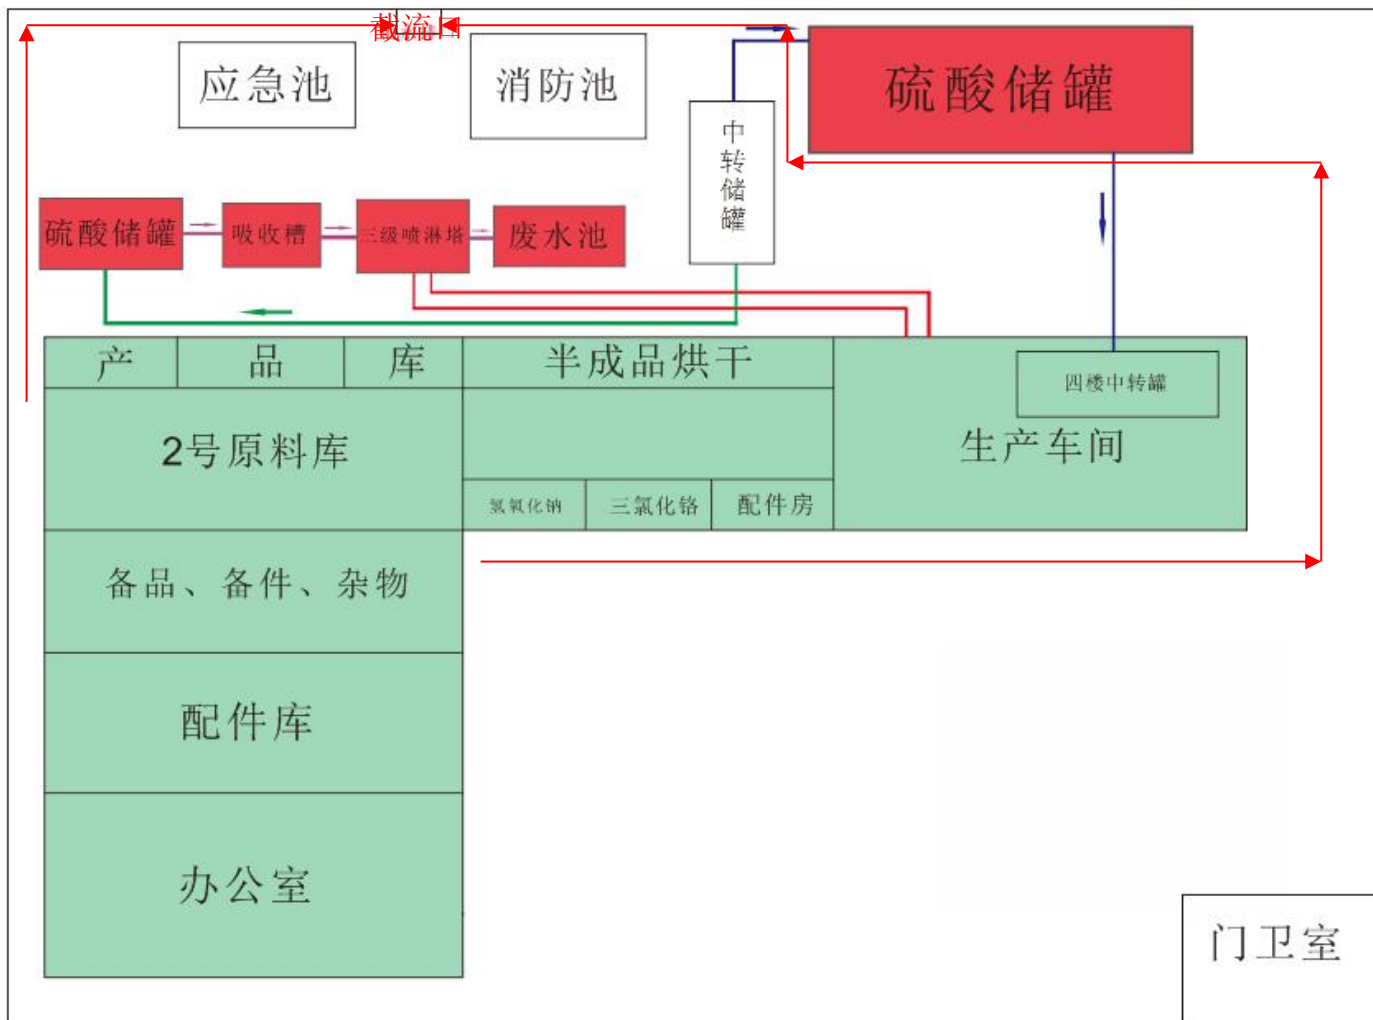 截流口
应急池
消防池
硫酸储罐
中转储罐
硫酸储罐
吸收槽
三级喷淋塔
废水池
产品库
半成品烘干
四楼中转罐
2号原料库
生产车间
氢氧化钠
三氯化铬
配件房
备品、备件、杂物
配件库
办公室
门卫室